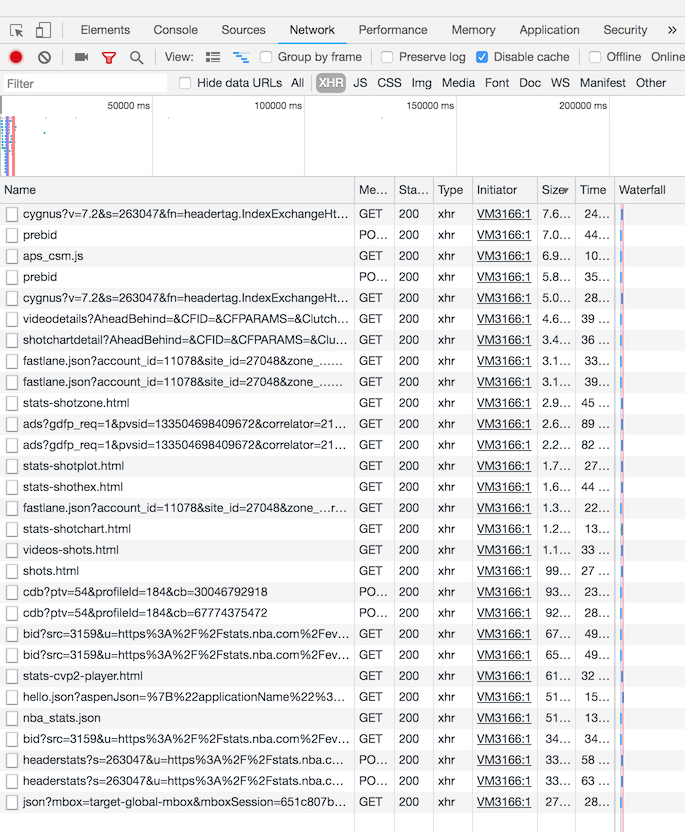 Elements Console Sources Network Performance Memory Application Security »
View: Group by frame Preserve log Disable cache Offline Online
Filter Hide data URLs All XHR JS CSS Img Media Font Doc WS Manifest Other
50000 ms 100000 ms 150000 ms 200000 ms
Name Me... Sta... Type Initiator Size Time Waterfall
cygnus?v=7.2&s=263047&fn=headertag.IndexExchangeHt... GET 200 xhr VM3166:1 7.6... 24...
prebid PO... 200 xhr VM3166:1 7.0... 44...
aps_csm.js GET 200 xhr VM3166:1 6.9... 10...
prebid PO... 200 xhr VM3166:1 5.8... 35...
cygnus?v=7.2&s=263047&fn=headertag.IndexExchangeHt... GET 200 xhr VM3166:1 5.0... 28...
videodetails?AheadBehind=&CFID=&CFPARAMS=&Clutch... GET 200 xhr VM3166:1 4.6... 39 ...
shotchartdetail?AheadBehind=&CFID=&CFPARAMS=&Clu... GET 200 xhr VM3166:1 3.4... 36 ...
fastlane.json?account_id=11078&site_id=27048&zone_...... GET 200 xhr VM3166:1 3.1... 33...
fastlane.json?account_id=11078&site_id=27048&zone_...... GET 200 xhr VM3166:1 3.1... 39...
stats-shotzone.html GET 200 xhr VM3166:1 2.9... 45 ...
ads?gdfp_req=1&pvsid=133504698409672&correlator=21... GET 200 xhr VM3166:1 2.6... 89 ...
ads?gdfp_req=1&pvsid=133504698409672&correlator=21... GET 200 xhr VM3166:1 2.2... 82 ...
stats-shotplot.html GET 200 xhr VM3166:1 1.7... 27...
stats-shothex.html GET 200 xhr VM3166:1 1.6... 44 ...
fastlane.json?account_id=11078&site_id=27048&zone_...r... GET 200 xhr VM3166:1 1.3... 22...
stats-shotchart.html GET 200 xhr VM3166:1 1.2... 13...
videos-shots.html GET 200 xhr VM3166:1 1.1... 33 ...
shots.html GET 200 xhr VM3166:1 99... 27 ...
cdb?ptv=54&profileId=184&cb=30046792918 PO... 200 xhr VM3166:1 93... 23...
cdb?ptv=54&profileId=184&cb=67774375472 PO... 200 xhr VM3166:1 92... 28...
bid?src=3159&u=https%3A%2F%2Fstats.nba.com%2Fev... GET 200 xhr VM3166:1 67... 49...
bid?src=3159&u=https%3A%2F%2Fstats.nba.com%2Fev... GET 200 xhr VM3166:1 65... 49...
stats-cvp2-player.html GET 200 xhr VM3166:1 61... 32 ...
hello.json?aspenJson=%7B%22applicationName%22%3... GET 200 xhr VM3166:1 51... 15...
nba_stats.json GET 200 xhr VM3166:1 51... 13...
bid?src=3159&u=https%3A%2F%2Fstats.nba.com%2Fev... GET 200 xhr VM3166:1 34... 34...
headerstats?s=263047&u=https%3A%2F%2Fstats.nba.c... PO... 200 xhr VM3166:1 33... 58 ...
headerstats?s=263047&u=https%3A%2F%2Fstats.nba.c... PO... 200 xhr VM3166:1 33... 63 ...
json?mbox=target-global-mbox&mboxSession=651c807b... GET 200 xhr VM3166:1 27... 28...